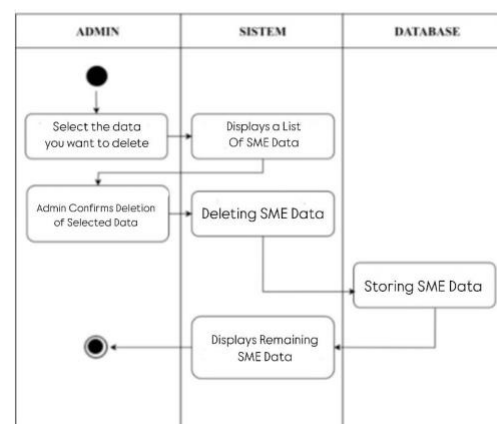 ADMIN
SISTEM
DATABASE
Select the data
you want to delete
Displays a List
Of SME Data
Admin Confirms Deletion
of Selected Data
Deleting SME Data
Storing SME Data
Displays Remaining
SME Data